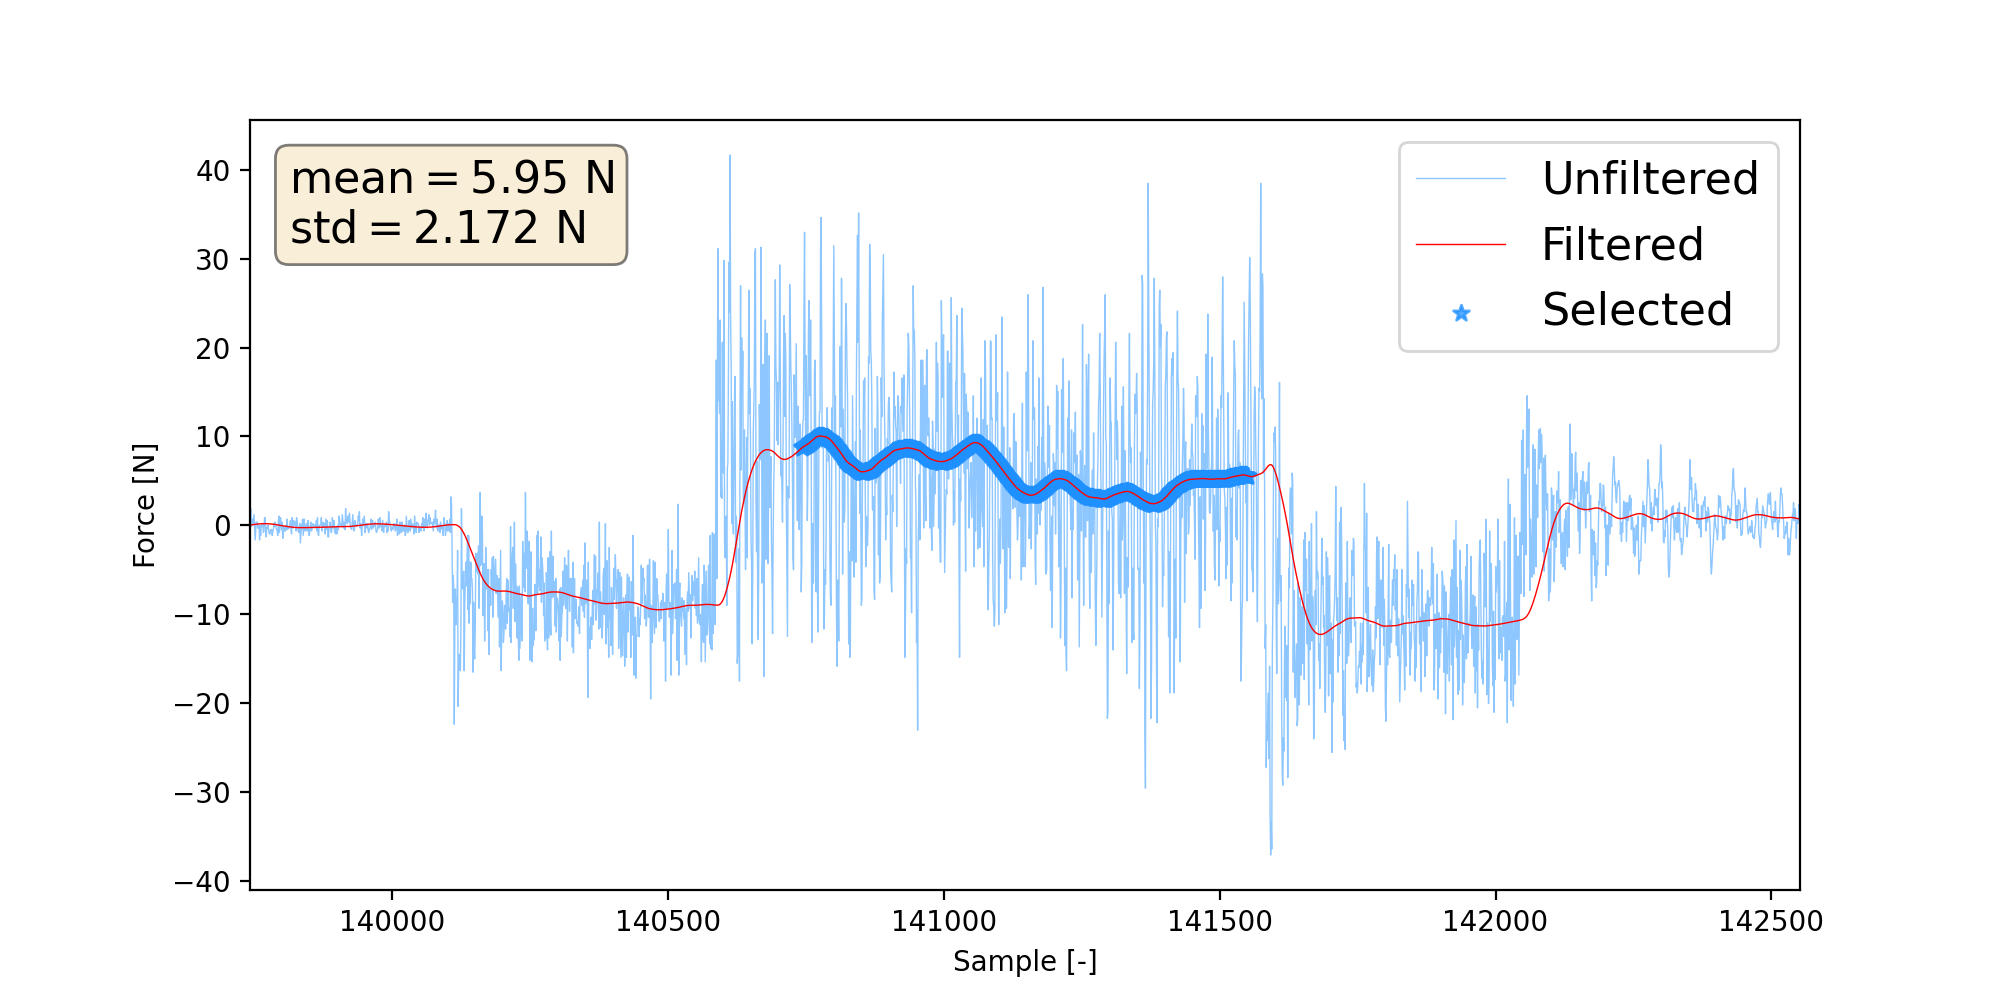 mean = 5.95 N
std = 2.172 N
Unfiltered
Filtered
Selected
40
30
20
10
0
−10
−20
−30
−40
Force [N]
140000 140500 141000 141500 142000 142500
Sample [-]